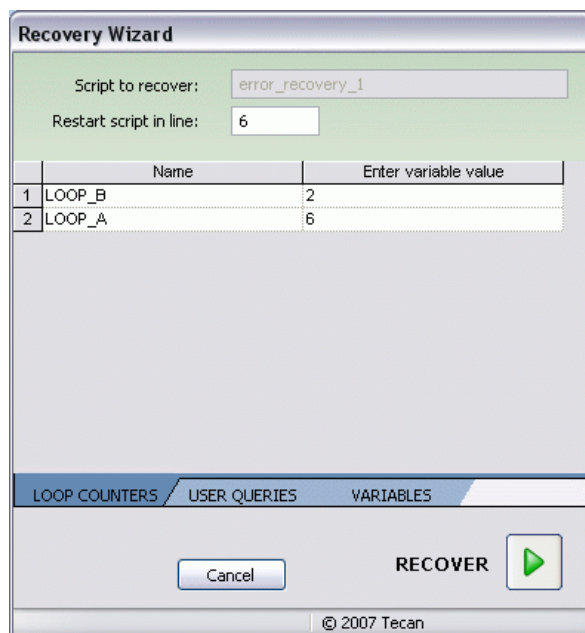 Recovery Wizard
Script to recover: error_recovery_1
Restart script in line: 6
Name Enter variable value
1 LOOP_B 2
2 LOOP_A 6
LOOP COUNTERS USER QUERIES VARIABLES
Cancel RECOVER
© 2007 Tecan